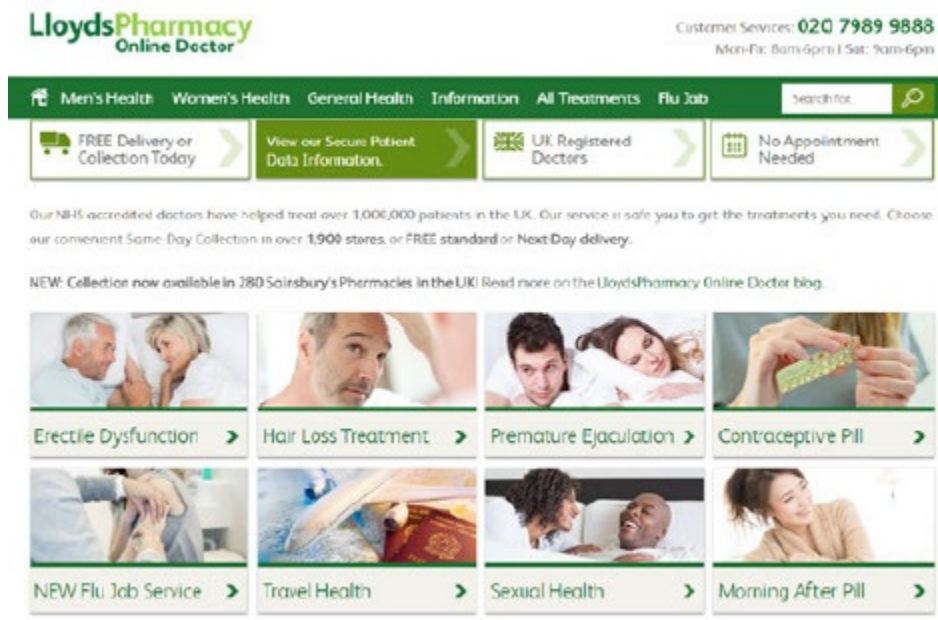 LloydsPharmacy
Online Doctor
Customer Services: 020 7989 9888
Mon-Fri: 8am-6pm | Sat: 9am-6pm
Men's Health Women's Health General Health Information All Treatments Flu Jab
Search for..
FREE Delivery or
Collection Today
View our Secure Patient
Data Information.
UK Registered
Doctors
No Appointment
Needed
Our NHS accredited doctors have helped treat over 1,000,000 patients in the UK. Our service is safe you to get the treatments you need. Choose
our convenient Same-Day Collection in over 1,900 stores, or FREE standard or Next-Day delivery.
NEW: Collection now available in 280 Sainsbury's Pharmacies in the UK! Read more on the LloydsPharmacy Online Doctor blog.
Erectile Dysfunction
Hair Loss Treatment
Premature Ejaculation
Contraceptive Pill
NEW Flu Jab Service
Travel Health
Sexual Health
Morning After Pill